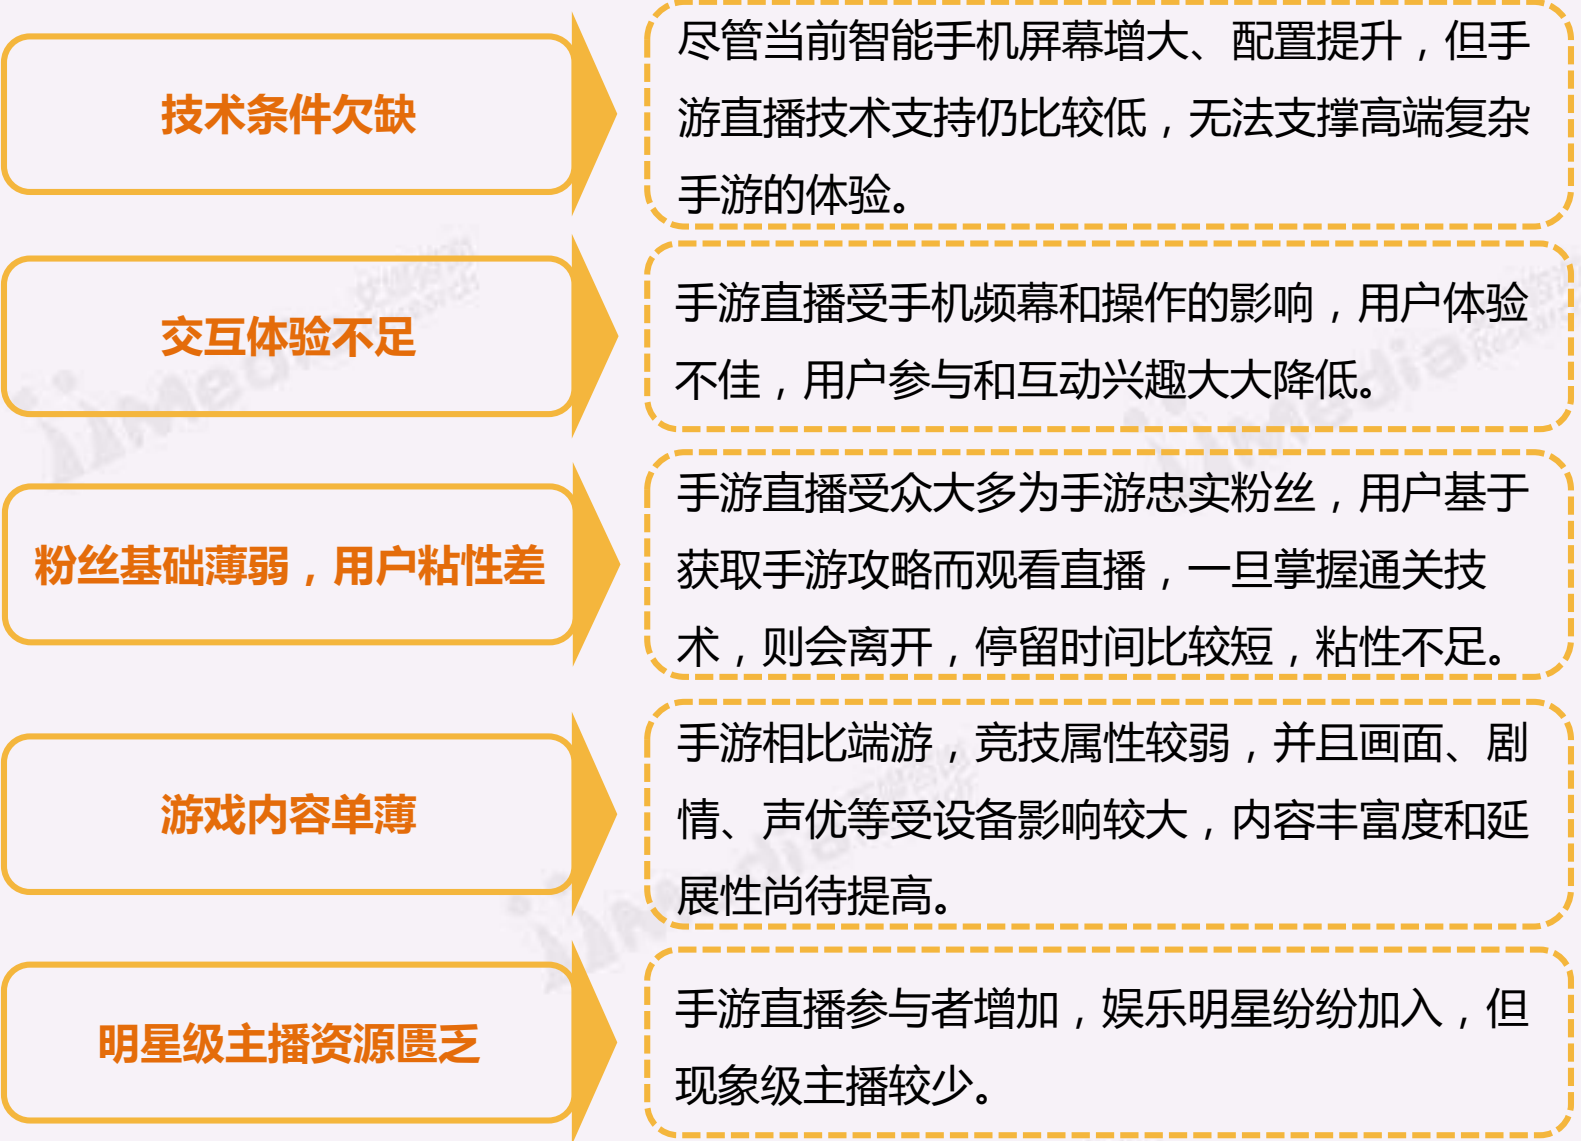 技术条件欠缺
尽管当前智能手机屏幕增大、配置提升，但手
游直播技术支持仍比较低，无法支撑高端复杂
手游的体验。
交互体验不足
手游直播受手机频幕和操作的影响，用户体验
不佳，用户参与和互动兴趣大大降低。
粉丝基础薄弱，用户粘性差
手游直播受众大多为手游忠实粉丝，用户基于
获取手游攻略而观看直播，一旦掌握通关技
术，则会离开，停留时间比较短，粘性不足。
游戏内容单薄
手游相比端游，竞技属性较弱，并且画面、剧
情、声优等受设备影响较大，内容丰富度和延
展性尚待提高。
明星级主播资源匮乏
手游直播参与者增加，娱乐明星纷纷加入，但
现象级主播较少。
iiMedia Research
艾媒咨询
iiMedia Research
iiMedia